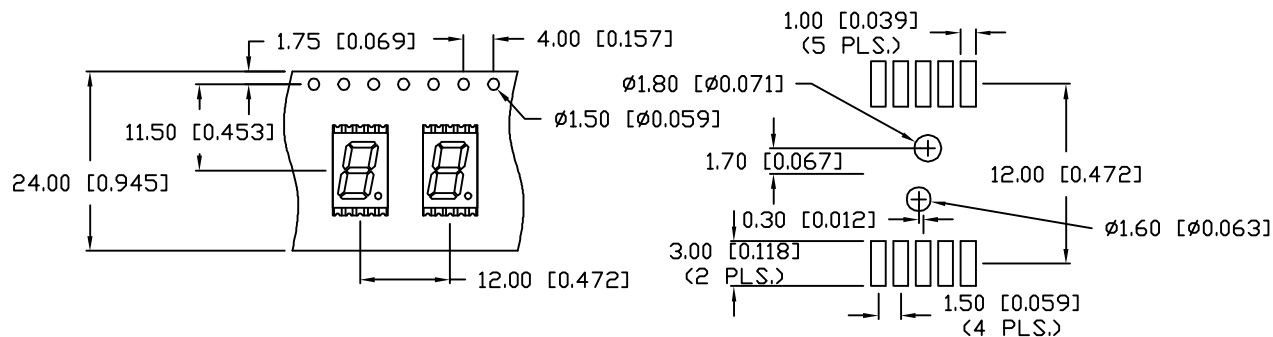 1.75 [0.069]
4.00 [0.157]
1.00 [0.039]
(5 PLS.)
Ø1.80 [Ø0.071]
Ø1.50 [Ø0.059]
11.50 [0.453]
1.70 [0.067]
12.00 [0.472]
24.00 [0.945]
0.30 [0.012]
Ø1.60 [Ø0.063]
3.00 [0.118]
(2 PLS.)
12.00 [0.472]
1.50 [0.059]
(4 PLS.)